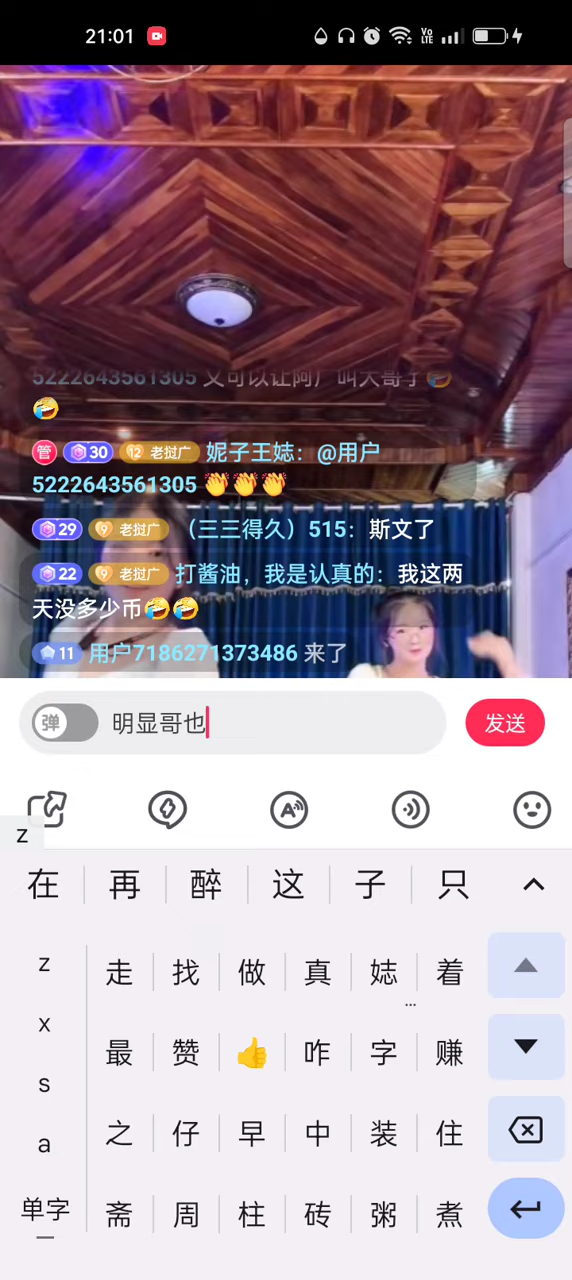 21:01
Vo
LTE
5222643561305 又可以让阿广叫大哥了🤣
🤣
管 30 12 老挝广 妮子王婞：@用户
5222643561305 👏👏👏
29 9 老挝广 （三三得久）515：斯文了
22 9 老挝广 打酱油，我是认真的：我这两
天没多少币🤣🤣
11 用户7186271373486 来了
弹 明显哥也
发送
z
在 再 醉 这 子 只
z 走 找 做 真 着
x 最 赞 👍 咋 字 赚
s 之 仔 早 中 装 住
a
单字 斋 周 柱 砖 粥 煮